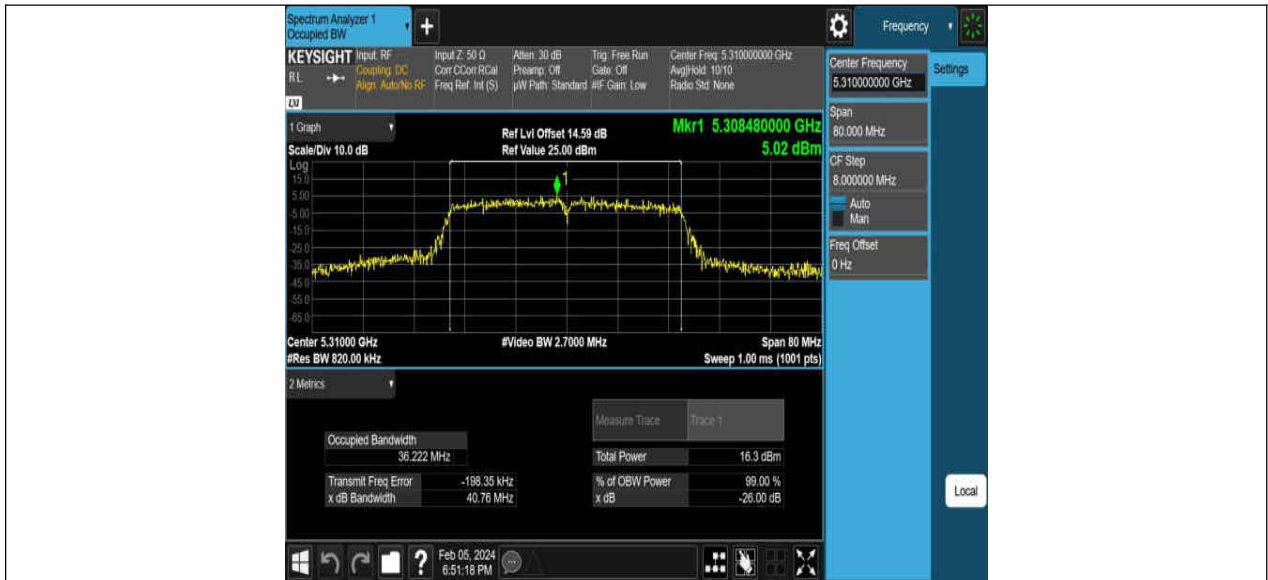 Spectrum Analyzer 1
Occupied BW
+
Frequency
KEYSIGHT
RL
LXI
Input: RF
Coupling: DC
Align: Auto/No RF
Input Z: 50 Ω
Corr CCorr RCal
Freq Ref: Int (S)
Atten: 30 dB
Preamp: Off
µW Path: Standard
Trig: Free Run
Gate: Off
#IF Gain: Low
Center Freq: 5.310000000 GHz
Avg|Hold: 10/10
Radio Std: None
Center Frequency
5.310000000 GHz
Settings
Span
80.000 MHz
CF Step
8.000000 MHz
Auto
Man
Freq Offset
0 Hz
Local
1 Graph
Scale/Div 10.0 dB
Ref Lvl Offset 14.59 dB
Ref Value 25.00 dBm
Mkr1 5.308480000 GHz
5.02 dBm
Log
15.0
5.00
-5.00
-15.0
-25.0
-35.0
-45.0
-55.0
-65.0
1
Center 5.31000 GHz
#Res BW 820.00 kHz
#Video BW 2.7000 MHz
Span 80 MHz
Sweep 1.00 ms (1001 pts)
2 Metrics
Measure Trace Trace 1
Occupied Bandwidth
36.222 MHz
Total Power 16.3 dBm
Transmit Freq Error -198.35 kHz
% of OBW Power 99.00 %
x dB Bandwidth 40.76 MHz
x dB -26.00 dB
?
Feb 05, 2024
6:51:18 PM